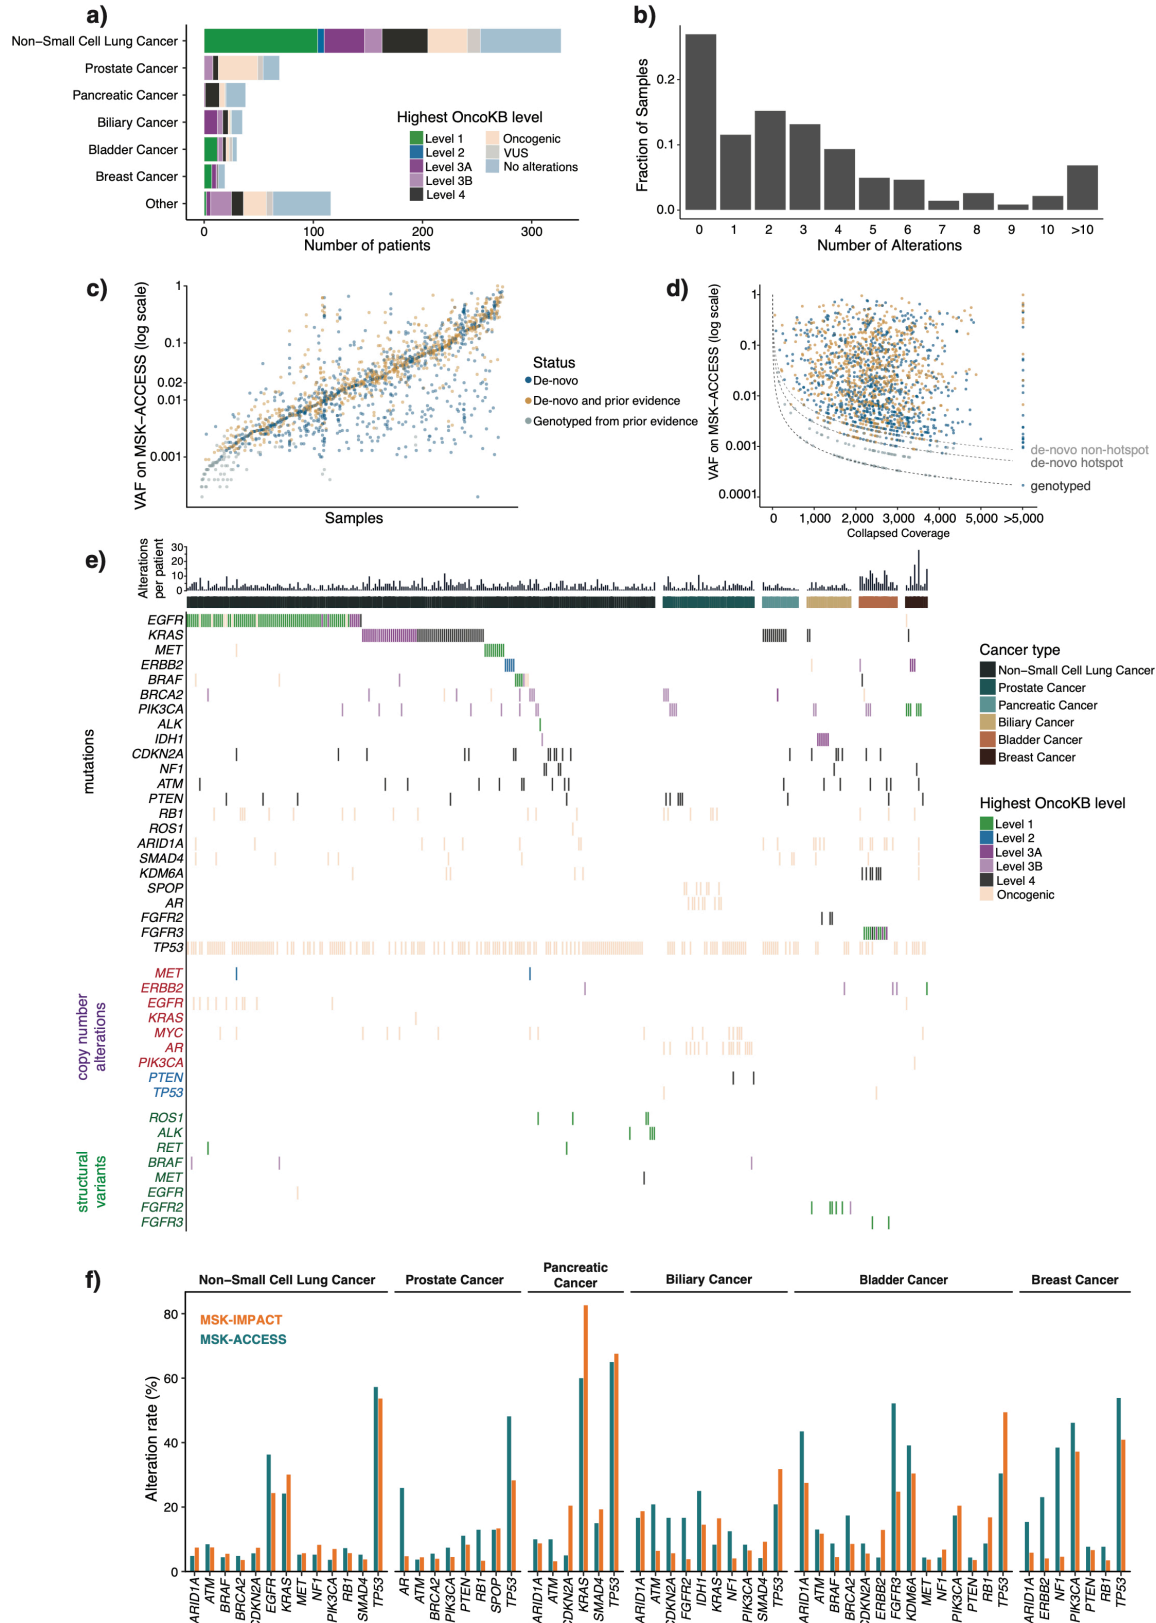 a)
Non–Small Cell Lung Cancer
Prostate Cancer
Pancreatic Cancer
Biliary Cancer
Bladder Cancer
Breast Cancer
Other
0 100 200 300
Number of patients
Highest OncoKB level
Level 1
Level 2
Level 3A
Level 3B
Level 4
Oncogenic
VUS
No alterations
b)
Fraction of Samples
0.2
0.1
0.0
0 1 2 3 4 5 6 7 8 9 10 >10
Number of Alterations
c)
VAF on MSK–ACCESS (log scale)
1
0.1
0.02
0.01
0.001
Samples
Status
De-novo
De-novo and prior evidence
Genotyped from prior evidence
d)
VAF on MSK–ACCESS (log scale)
1
0.1
0.01
0.001
0.0001
de-novo non-hotspot
de-novo hotspot
genotyped
0 1,000 2,000 3,000 4,000 5,000 >5,000
Collapsed Coverage
e)
Alterations
per patient
30
20
10
0
mutations
EGFR
KRAS
MET
ERBB2
BRAF
BRCA2
PIK3CA
ALK
IDH1
CDKN2A
NF1
ATM
PTEN
RB1
ROS1
ARID1A
SMAD4
KDM6A
SPOP
AR
FGFR2
FGFR3
TP53
copy number
alterations
MET
ERBB2
EGFR
KRAS
MYC
AR
PIK3CA
PTEN
TP53
structural
variants
ROS1
ALK
RET
BRAF
MET
EGFR
FGFR2
FGFR3
Cancer type
Non–Small Cell Lung Cancer
Prostate Cancer
Pancreatic Cancer
Biliary Cancer
Bladder Cancer
Breast Cancer
Highest OncoKB level
Level 1
Level 2
Level 3A
Level 3B
Level 4
Oncogenic
f)
Non–Small Cell Lung Cancer
Prostate Cancer
Pancreatic
Cancer
Biliary Cancer
Bladder Cancer
Breast Cancer
MSK-IMPACT
MSK-ACCESS
Alteration rate (%)
80
60
40
20
0
ARID1A ATM BRAF BRCA2 CDKN2A EGFR KRAS MET NF1 PIK3CA RB1 SMAD4 TP53
AR ATM BRCA2 PIK3CA PTEN RB1 SPOP TP53
ARID1A ATM CDKN2A KRAS SMAD4 TP53
ARID1A ATM CDKN2A FGFR2 IDH1 KRAS NF1 PIK3CA SMAD4 TP53
ARID1A ATM BRAF BRCA2 CDKN2A ERBB2 FGFR3 KDM6A MET NF1 PIK3CA PTEN RB1 TP53
ARID1A ERBB2 NF1 PIK3CA PTEN RB1 TP53